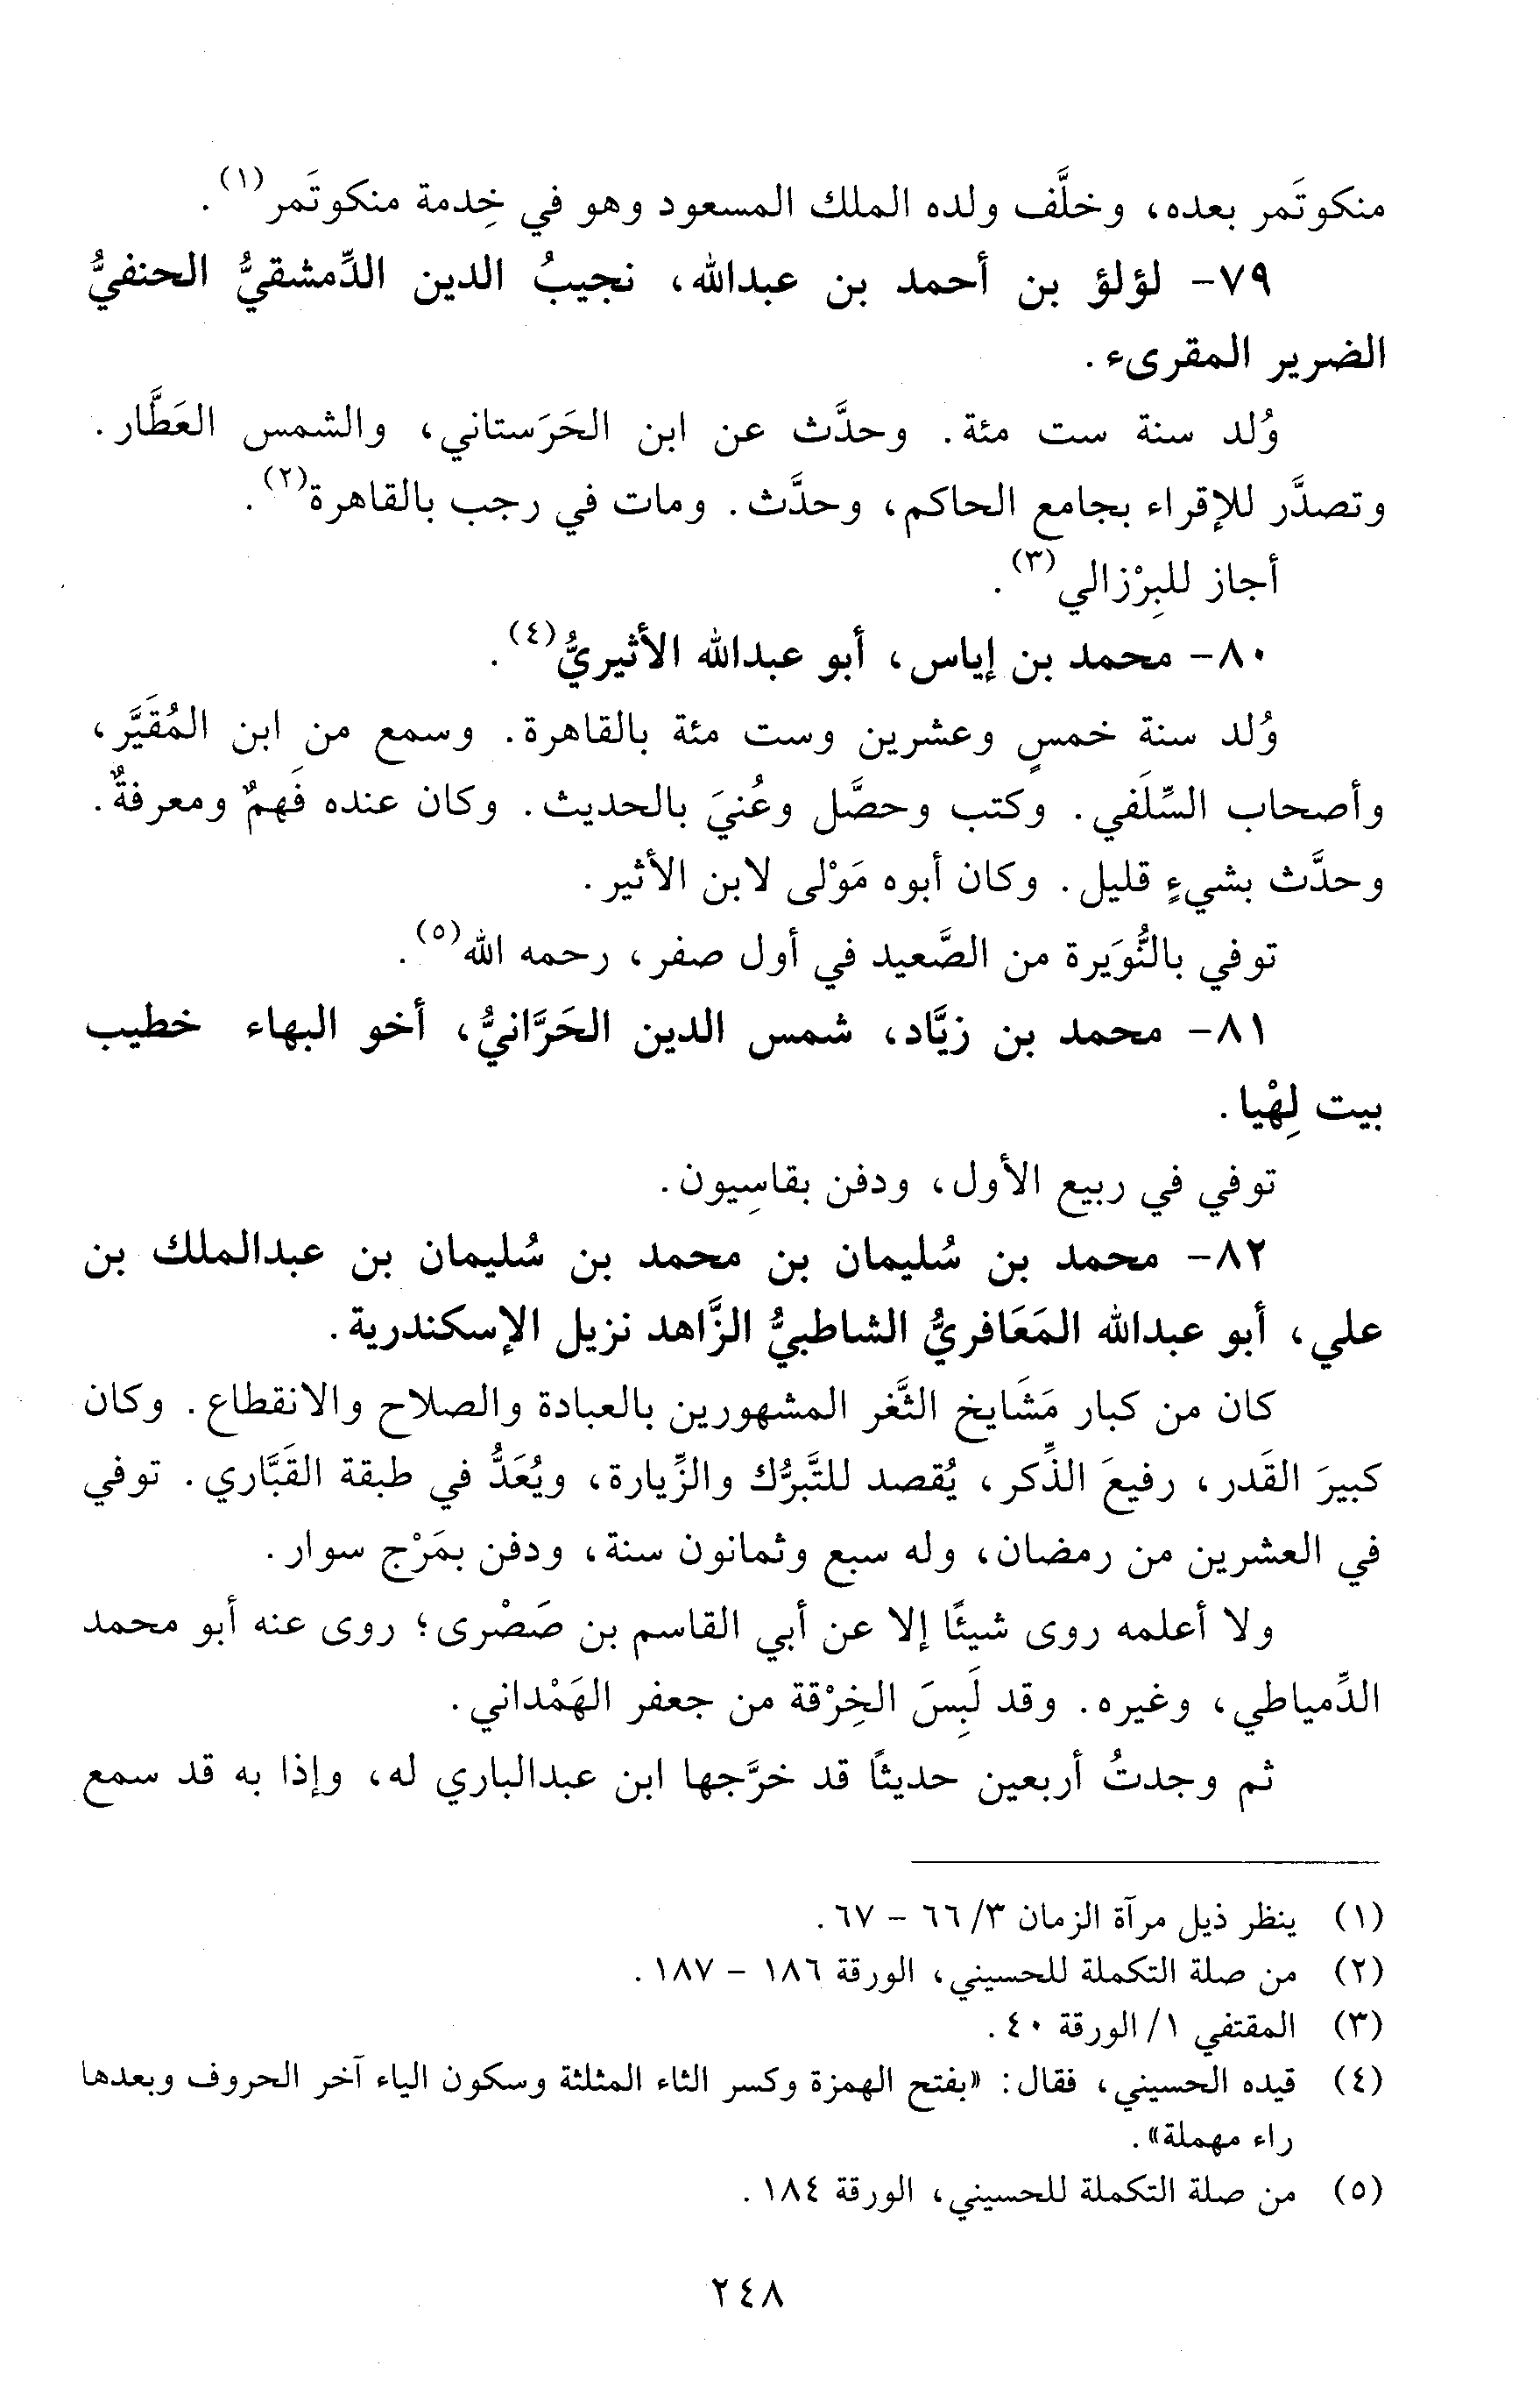 منكوتَمر بعده، وخلَّف ولده الملك المسعود وهو في خِدمة منكوتَمر(١).
٧٩- لؤلؤ بن أحمد بن عبدالله، نجيبُ الدين الدِّمشقيُّ الحنفيُّ
الضرير المقرىء.
وُلد سنة ست مئة. وحدَّث عن ابن الحَرَستاني، والشمس العَطَّار.
وتصدَّر للإقراء بجامع الحاكم، وحدَّث. ومات في رجب بالقاهرة(٢).
أجاز للبِرْزالي(٣).
٨٠- محمد بن إياس، أبو عبدالله الأثيريُّ(٤).
وُلد سنة خمسٍ وعشرين وست مئة بالقاهرة. وسمع من ابن المُقَيَّر،
وأصحاب السِّلَفي. وكتب وحصَّل وعُنيَ بالحديث. وكان عنده فَهمٌ ومعرفةٌ.
وحدَّث بشيءٍ قليل. وكان أبوه مَوْلى لابن الأثير.
توفي بالنُّوَيرة من الصَّعيد في أول صفر، رحمه الله(٥).
٨١- محمد بن زيَّاد، شمس الدين الحَرَّانيُّ، أخو البهاء خطيب
بيت لِهْيا.
توفي في ربيع الأول، ودفن بقاسِيون.
٨٢- محمد بن سُليمان بن محمد بن سُليمان بن عبدالملك بن
علي، أبو عبدالله المَعَافريُّ الشاطبيُّ الزَّاهد نزيل الإسكندرية.
كان من كبار مَشَايخ الثَّغر المشهورين بالعبادة والصلاح والانقطاع. وكان
كبيرَ القَدر، رفيعَ الذِّكر، يُقصد للتَّبرُّك والزِّيارة، ويُعَدُّ في طبقة القَبَّاري. توفي
في العشرين من رمضان، وله سبع وثمانون سنة، ودفن بمَرْج سوار.
ولا أعلمه روى شيئًا إلا عن أبي القاسم بن صَصْرى؛ روى عنه أبو محمد
الدِّمياطي، وغيره. وقد لَبِسَ الخِرْقة من جعفر الهَمْداني.
ثم وجدتُ أربعين حديثًا قد خرَّجها ابن عبدالباري له، وإذا به قد سمع
(١) ينظر ذيل مرآة الزمان ٣/ ٦٦ - ٦٧.
(٢) من صلة التكملة للحسيني، الورقة ١٨٦ - ١٨٧.
(٣) المقتفي ١/ الورقة ٤٠.
(٤) قيده الحسيني، فقال: «بفتح الهمزة وكسر الثاء المثلثة وسكون الياء آخر الحروف وبعدها
راء مهملة».
(٥) من صلة التكملة للحسيني، الورقة ١٨٤.
٢٤٨